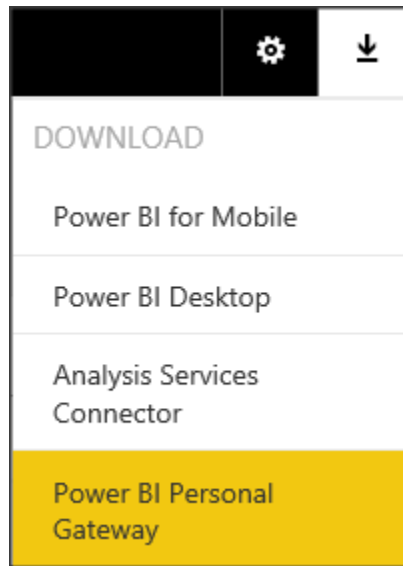 DOWNLOAD
Power BI for Mobile
Power BI Desktop
Analysis Services
Connector
Power BI Personal
Gateway